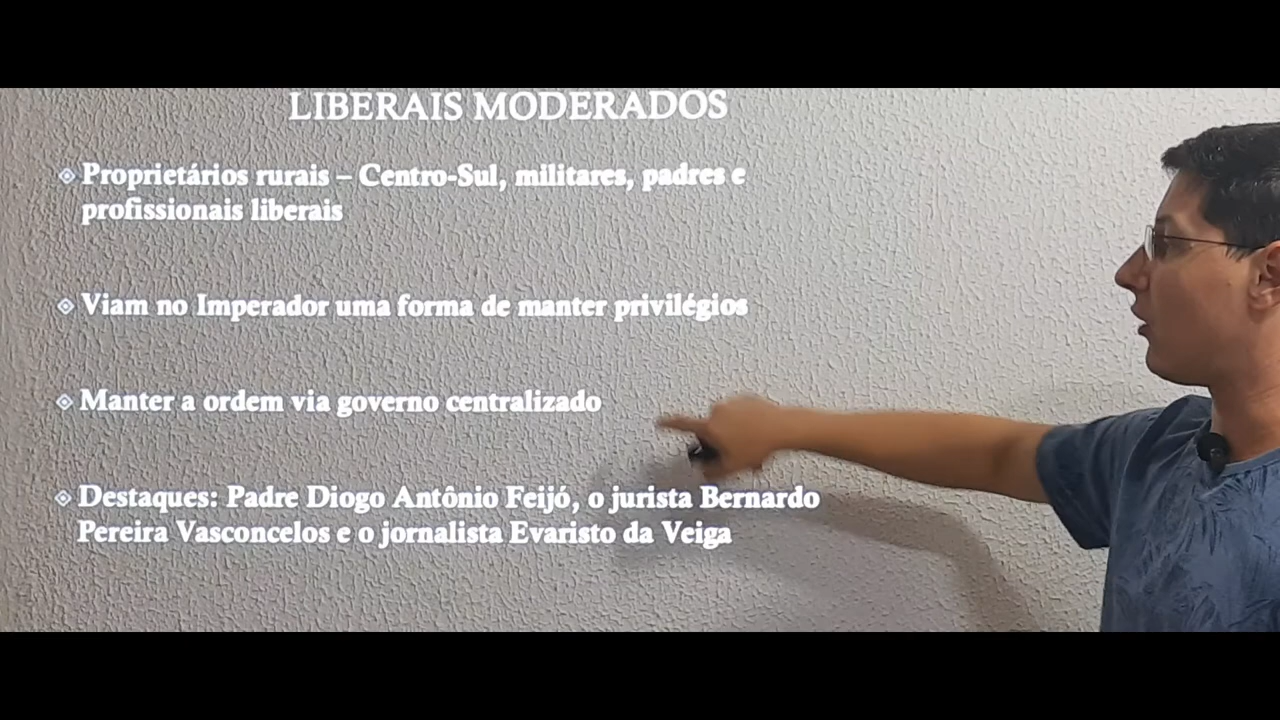 LIBERAIS MODERADOS
Proprietários rurais – Centro-Sul, militares, padres e
profissionais liberais
Viam no Imperador uma forma de manter privilégios
Manter a ordem via governo centralizado
Destaques: Padre Diogo Antônio Feijó, o jurista Bernardo
Pereira Vasconcelos e o jornalista Evaristo da Veiga